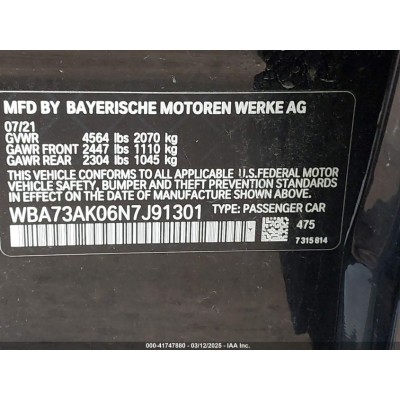 MFD BY BAYERISCHE MOTOREN WERKE AG
07/21
GVWR 4564 lbs 2070 kg
GAWR FRONT 2447 lbs 1110 kg
GAWR REAR 2304 lbs 1045 kg
THIS VEHICLE CONFORMS TO ALL APPLICABLE U.S.FEDERAL MOTOR
VEHICLE SAFETY, BUMPER, AND THEFT PREVENTION STANDARDS
IN EFFECT ON THE DATE OF MANUFACTURE SHOWN ABOVE.
WBA73AK06N7J91301 TYPE: PASSENGER CAR
475
7 315 814
000-41747880 - 03/12/2025 - IAA Inc.